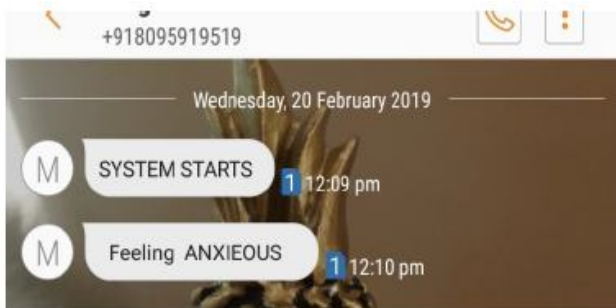 +918095919519
Wednesday, 20 February 2019
M SYSTEM STARTS 1 12:09 pm
M Feeling ANXIEOUS 1 12:10 pm